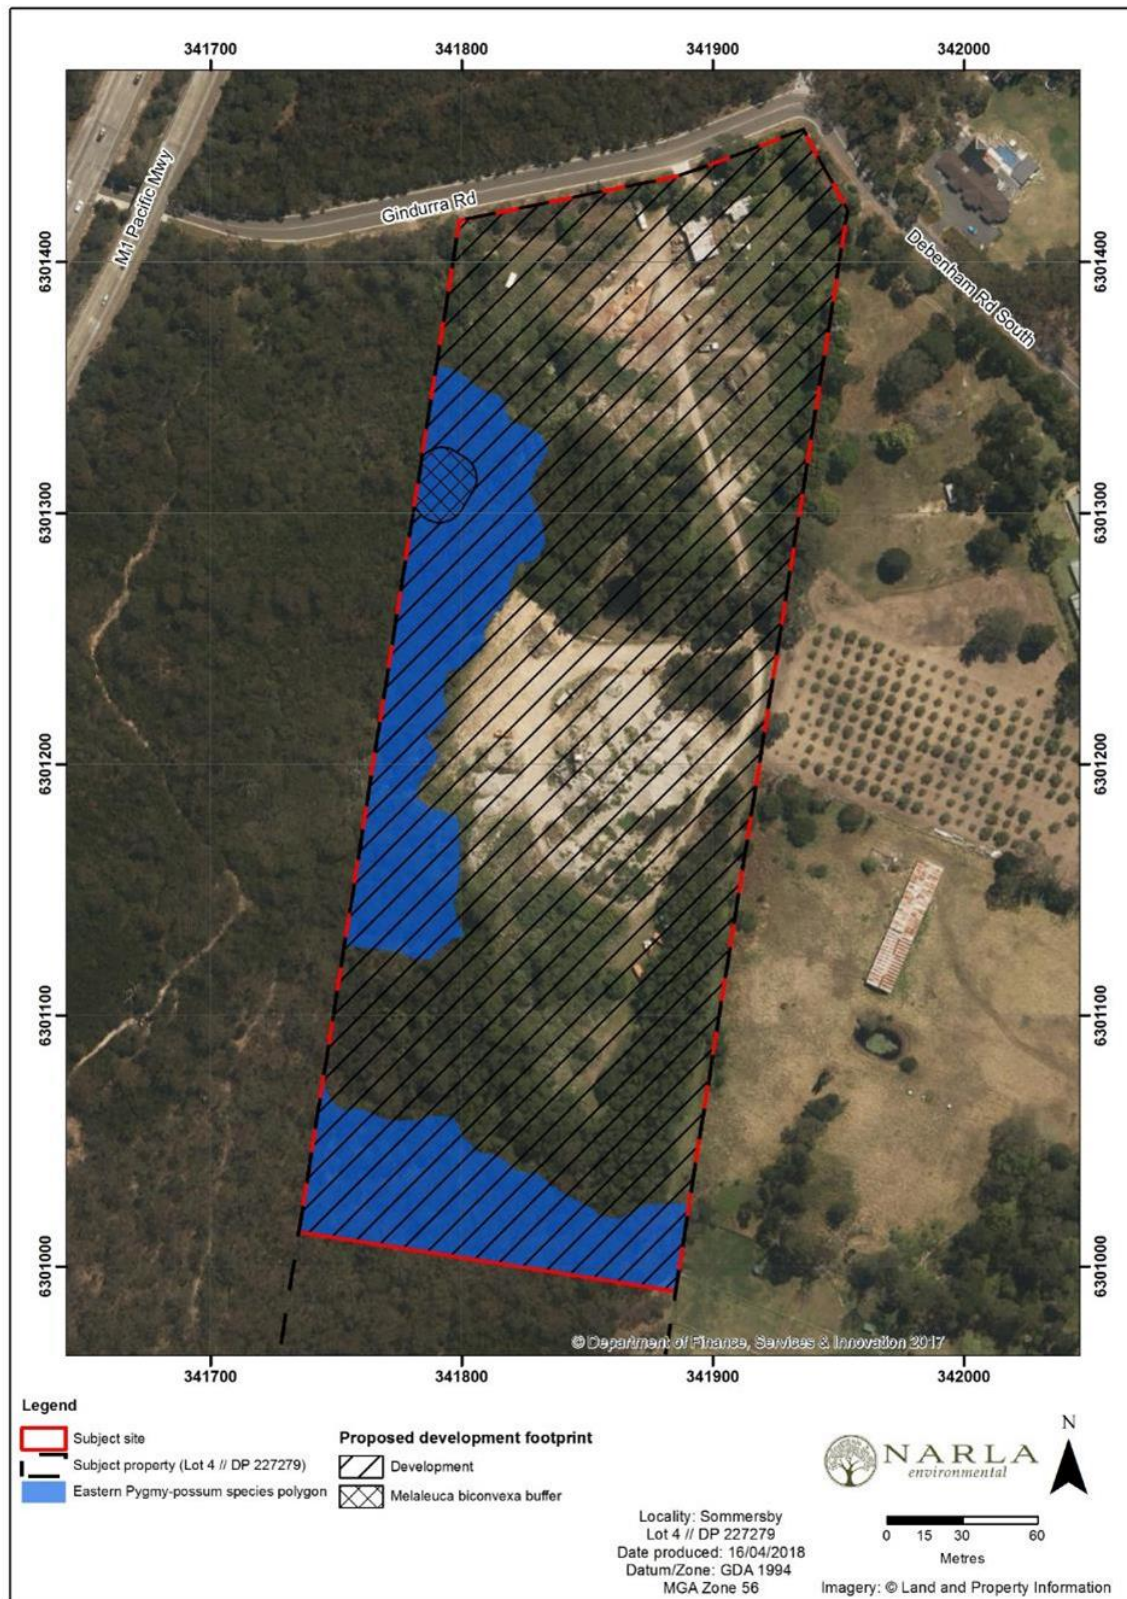 341700 341800 341900 342000
M1 Pacific Mwy
Gindurra Rd
Debenham Rd South
6301400 6301400
6301300 6301300
6301200 6301200
6301100 6301100
6301000 6301000
© Department of Finance, Services & Innovation 2017
341700 341800 341900 342000
Legend
Subject site
Subject property (Lot 4 // DP 227279)
Eastern Pygmy-possum species polygon
Proposed development footprint
Development
Melaleuca biconvexa buffer
Locality: Sommersby
Lot 4 // DP 227279
Date produced: 16/04/2018
Datum/Zone: GDA 1994
MGA Zone 56
NARLA
environmental
N
0 15 30 60
Metres
Imagery: © Land and Property Information